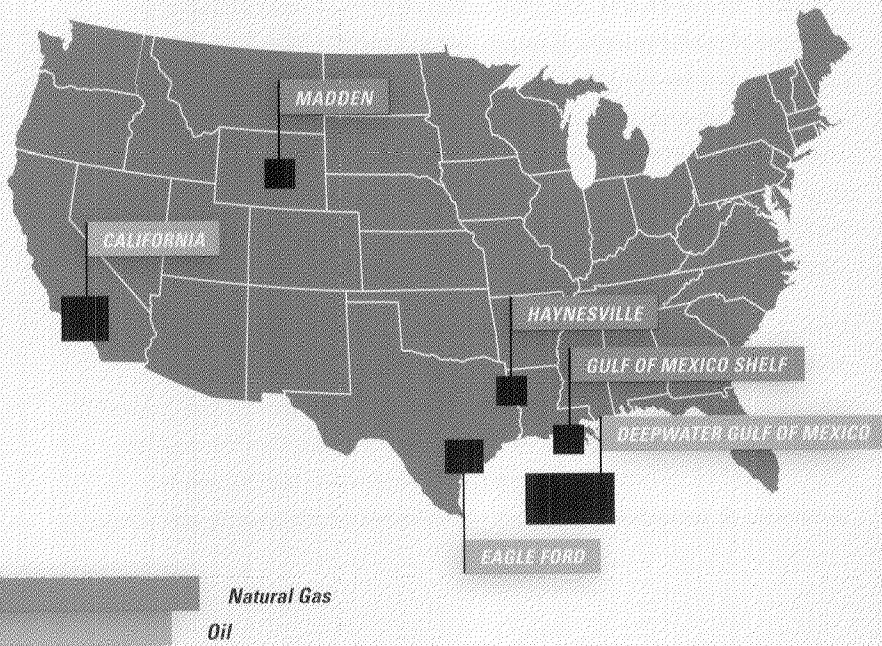 MADDEN
CALIFORNIA
HAYNESVILLE
GULF OF MEXICO SHELF
DEEPWATER GULF OF MEXICO
EAGLE FORD
Natural Gas
Oil